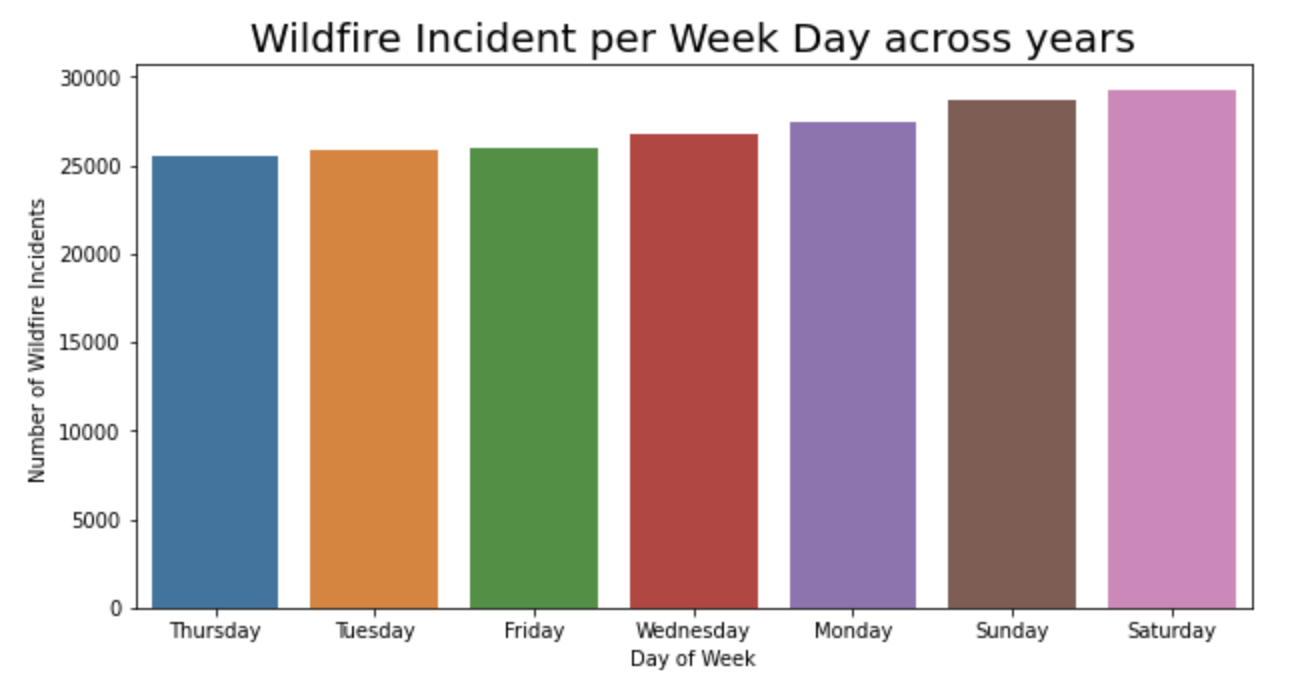 Wildfire Incident per Week Day across years
Number of Wildfire Incidents
30000
25000
20000
15000
10000
5000
0
Thursday Tuesday Friday Wednesday Monday Sunday Saturday
Day of Week